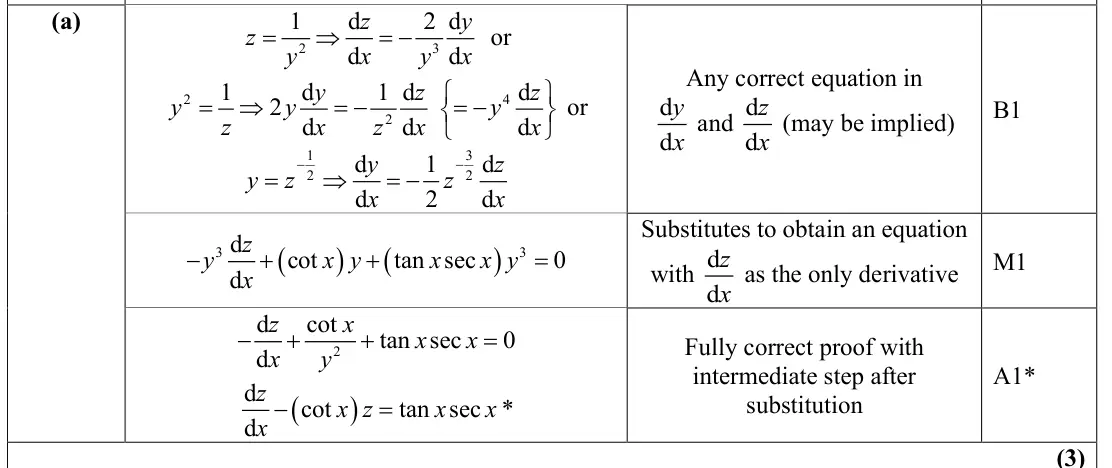 (a)
z = 1/y² ⇒ dz/dx = −2/y³ dy/dx or
y² = 1/z ⇒ 2y dy/dx = −1/z² dz/dx {= −y⁴ dz/dx} or
y = z^(−1/2) ⇒ dy/dx = −1/2 z^(−3/2) dz/dx
Any correct equation in
dy/dx and dz/dx (may be implied)
B1
−y³ dz/dx + (cot x) y + (tan x sec x) y³ = 0
Substitutes to obtain an equation
with dz/dx as the only derivative
M1
−dz/dx + cot x/y² + tan x sec x = 0
dz/dx − (cot x) z = tan x sec x *
Fully correct proof with
intermediate step after
substitution
A1*
(3)